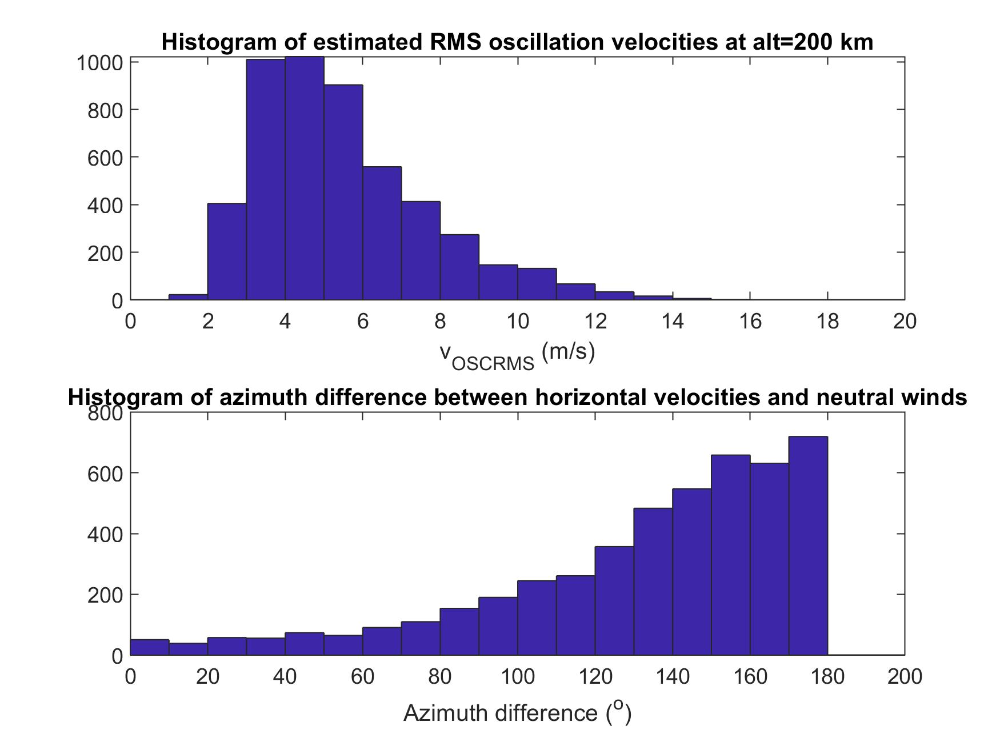 Histogram of estimated RMS oscillation velocities at alt=200 km
1000
800
600
400
200
0
0 2 4 6 8 10 12 14 16 18 20
vOSCRMS (m/s)
Histogram of azimuth difference between horizontal velocities and neutral winds
800
600
400
200
0
0 20 40 60 80 100 120 140 160 180 200
Azimuth difference (o)